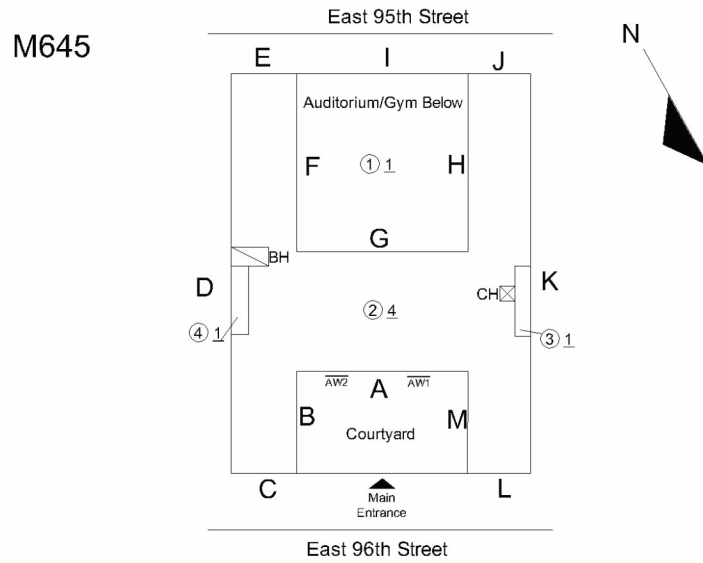 East 95th Street
M645
N
E
I
J
Auditorium/Gym Below
F
① 1
H
G
BH
D
K
CH
② 4
④ 1
③ 1
AW2
A
AW1
B
M
Courtyard
C
L
Main
Entrance
East 96th Street